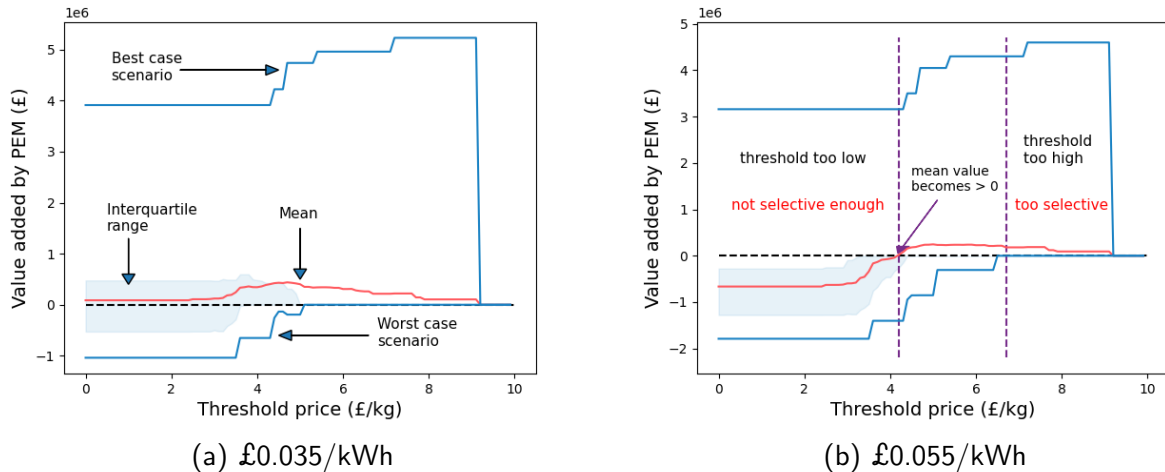 1e6
5
4
3
2
1
0
−1
Value added by PEM (£)
Best case
scenario
Interquartile
range
Mean
Worst case
scenario
0 2 4 6 8 10
Threshold price (£/kg)
(a) £0.035/kWh
1e6
5
4
3
2
1
0
−1
−2
Value added by PEM (£)
threshold too low
not selective enough
mean value
becomes > 0
threshold
too high
too selective
0 2 4 6 8 10
Threshold price (£/kg)
(b) £0.055/kWh